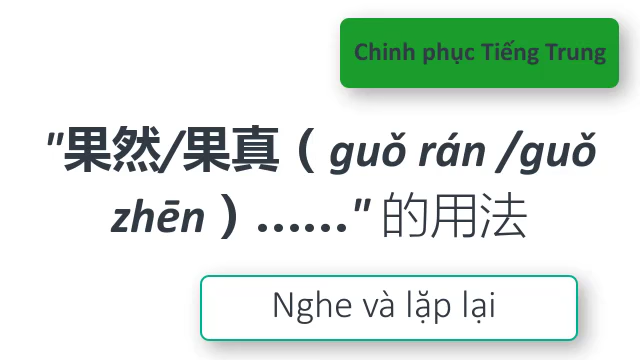 Chinh phục Tiếng Trung
"果然/果真（guǒ rán /guǒ
zhēn）……" 的用法
Nghe và lặp lại